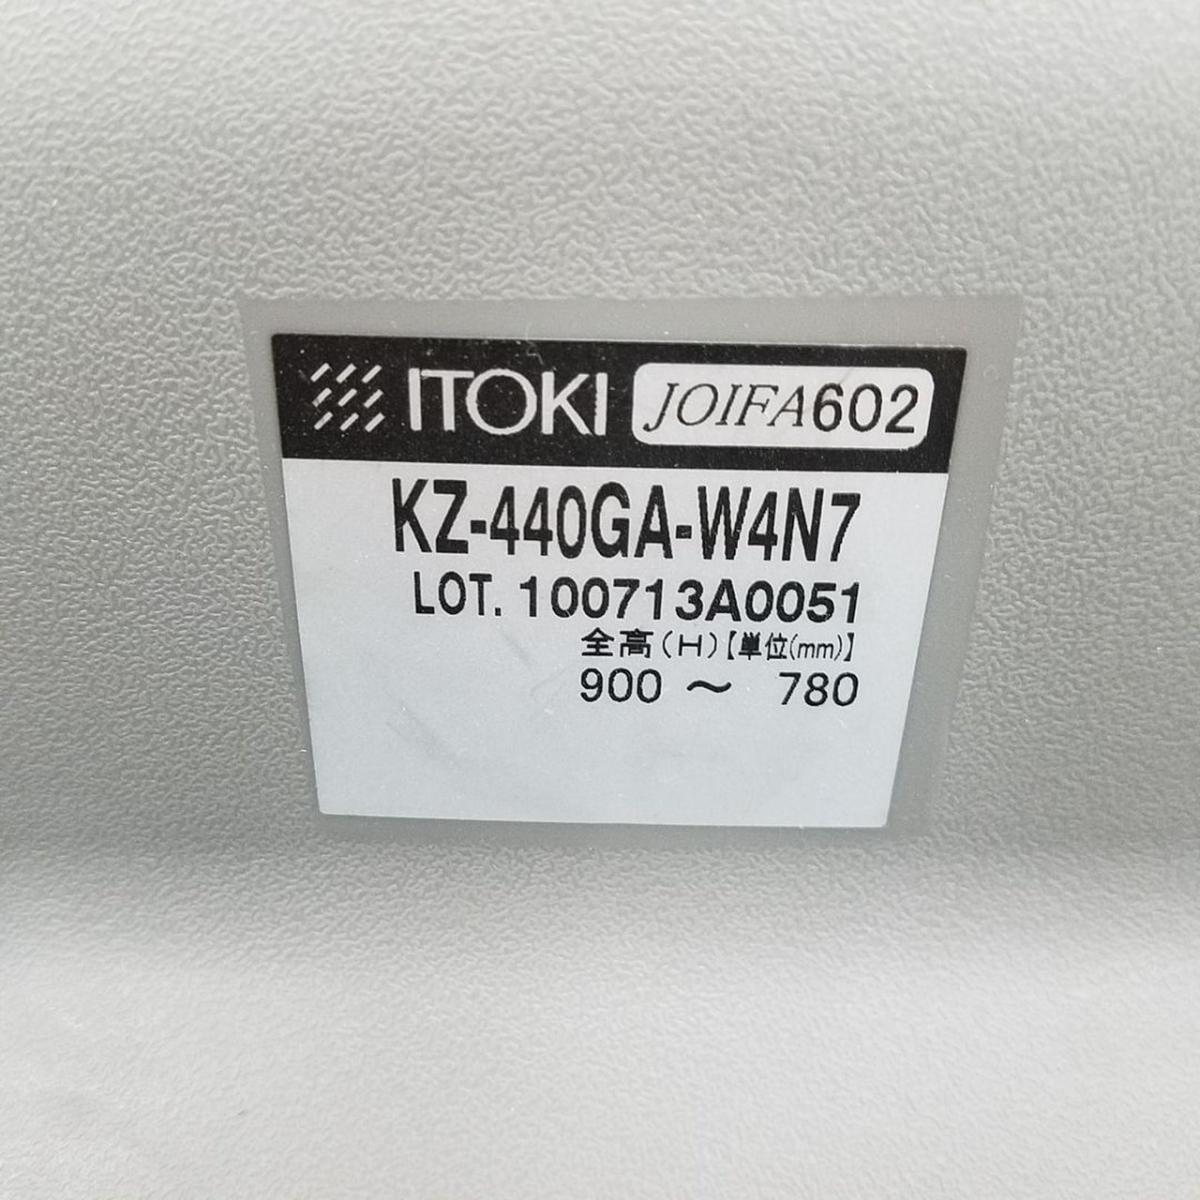 ITOKI JOIFA602
KZ-440GA-W4N7
LOT. 100713A0051
全高(H)【単位(mm)】
900 〜 780